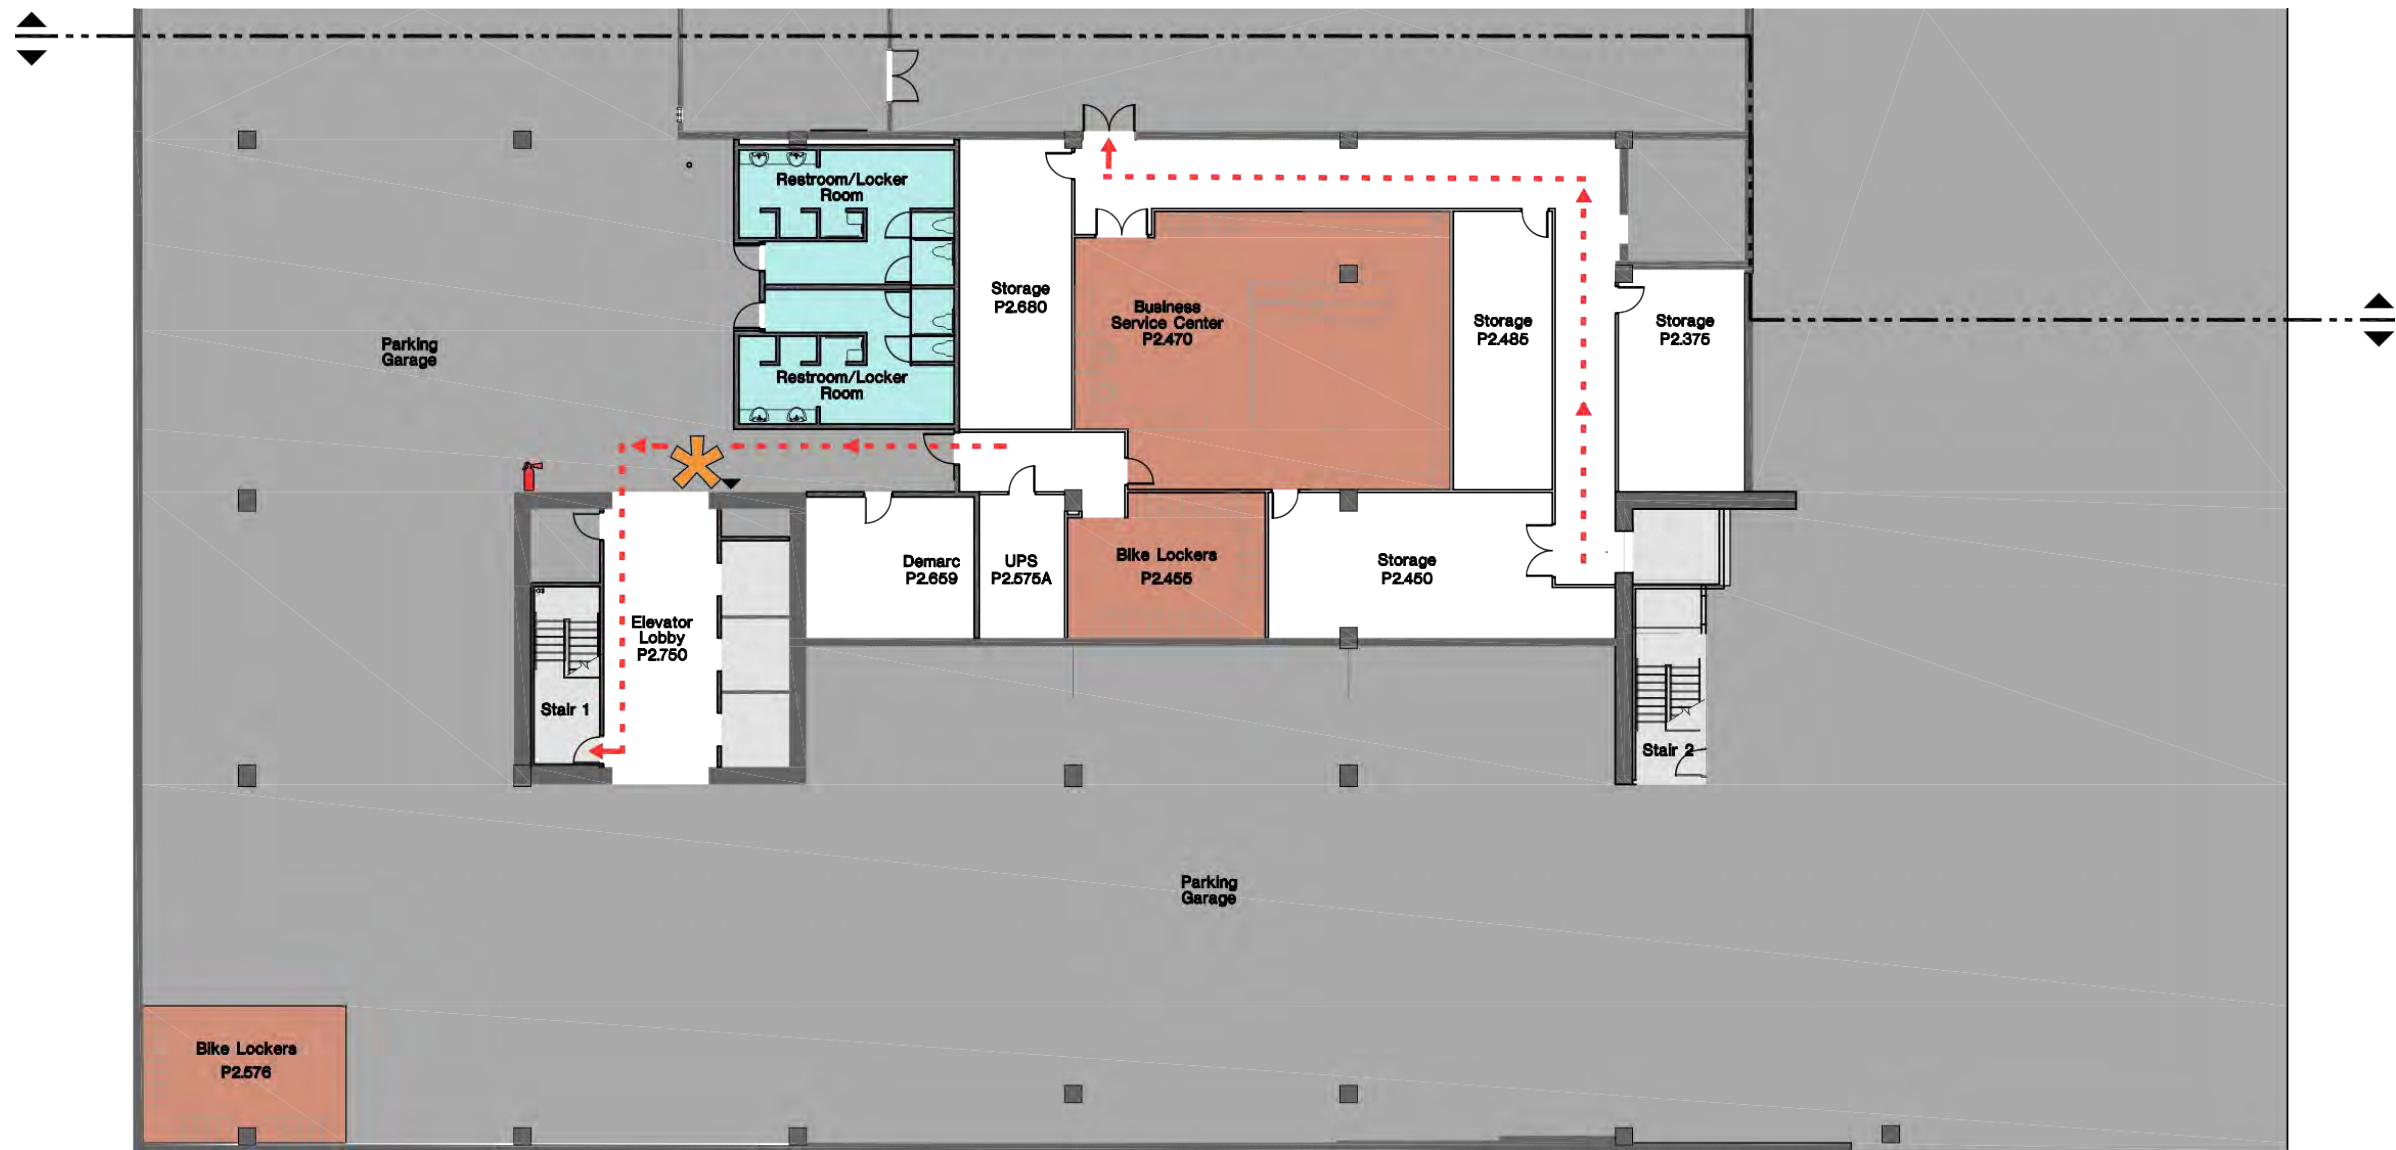 Restroom/Locker
Room
Storage
P2.680
Business
Service Center
P2.470
Storage
P2.485
Storage
P2.375
Parking
Garage
Restroom/Locker
Room
Demarc
P2.659
UPS
P2.575A
Bike Lockers
P2.455
Storage
P2.450
Elevator
Lobby
P2.750
Stair 1
Stair 2
Parking
Garage
Bike Lockers
P2.576